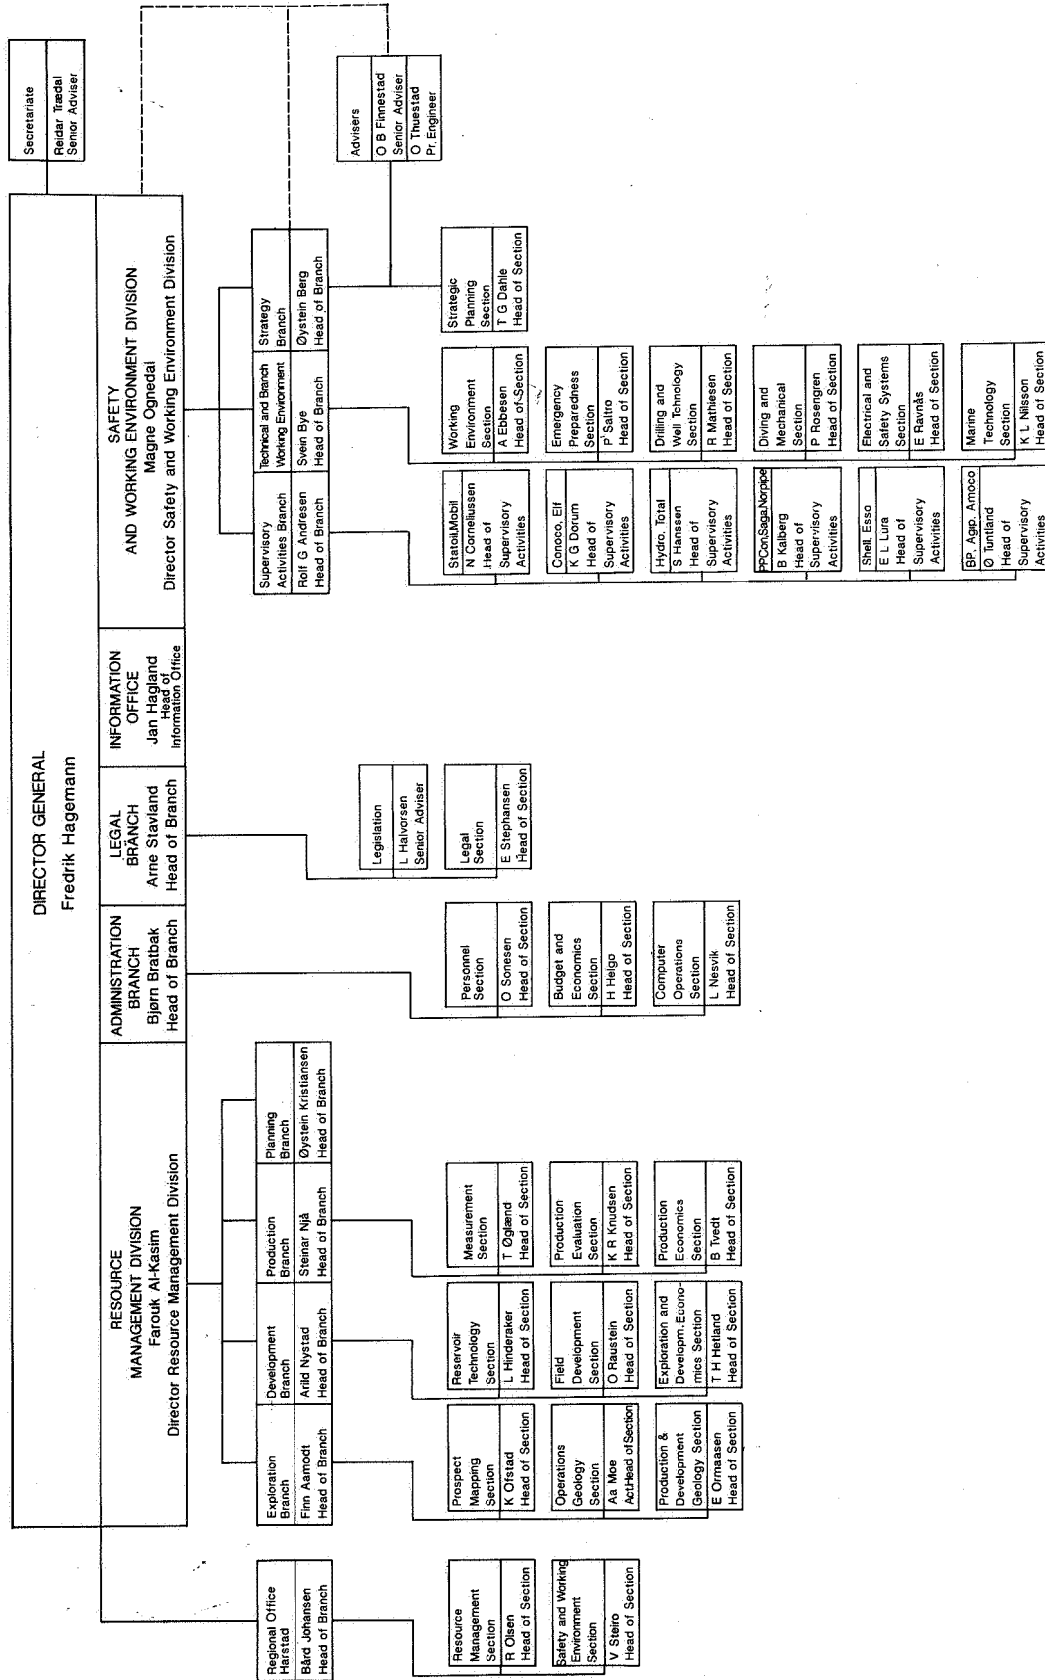 DIRECTOR GENERAL
Fredrik Hagemann
Secretariate
Reidar Trædal
Senior Adviser
RESOURCE
MANAGEMENT DIVISION
Farouk Al-Kasim
Director Resource Management Division
ADMINISTRATION
BRANCH
Bjørn Bratbak
Head of Branch
LEGAL
BRANCH
Arne Stavland
Head of Branch
INFORMATION
OFFICE
Jan Hagland
Head of
Information Office
SAFETY
AND WORKING ENVIRONMENT DIVISION
Magne Ognedal
Director Safety and Working Environment Division
Regional Office
Harstad
Bård Johansen
Head of Branch
Resource
Management
Section
R Olsen
Head of Section
Safety and Working
Environment
Section
V Steiro
Head of Section
Exploration
Branch
Finn Aamodt
Head of Branch
Development
Branch
Arild Nystad
Head of Branch
Production
Branch
Steinar Njå
Head of Branch
Planning
Branch
Øystein Kristiansen
Head of Branch
Prospect
Mapping
Section
K Ofstad
Head of Section
Operations
Geology
Section
Aa Moe
Act.Head of Section
Production &
Development
Geology Section
E Ormaasen
Head of Section
Reservoir
Technology
Section
L Hinderaker
Head of Section
Field
Development
Section
O Raustein
Head of Section
Exploration and
Developm.Econo-
mics Section
T H Hetland
Head of Section
Measurement
Section
T Øglænd
Head of Section
Production
Evaluation
Section
K R Knudsen
Head of Section
Production
Economics
Section
B Tvedt
Head of Section
Personnel
Section
O Sonesen
Head of Section
Budget and
Economics
Section
H Helgo
Head of Section
Computer
Operations
Section
L Nesvik
Head of Section
Legislation
L Halvorsen
Senior Adviser
Legal
Section
E Stephansen
Head of Section
Supervisory
Activities Branch
Rolf G Andresen
Head of Branch
Technical and Branch
Working Environment
Svein Bye
Head of Branch
Strategy
Branch
Øystein Berg
Head of Branch
Advisers
O B Finnestad
Senior Adviser
O Thuestad
Pr. Engineer
Statoil,Mobil
N Corneliussen
Head of
Supervisory
Activities
Conoco, Elf
K G Dorum
Head of
Supervisory
Activities
Hydro, Total
S Hanssen
Head of
Supervisory
Activities
PPCon,Saga,Norpipe
B Kalberg
Head of
Supervisory
Activities
Shell, Esso
E L Lura
Head of
Supervisory
Activities
BP, Agip, Amoco
Ø Tuntland
Head of
Supervisory
Activities
Working
Environment
Section
A Ebbesen
Head of Section
Emergency
Preparedness
Section
P Saltro
Head of Section
Drilling and
Well Tehnology
Section
R Mathiesen
Head of Section
Diving and
Mechanical
Section
P Rosengren
Head of Section
Electrical and
Safety Systems
Section
E Ravnås
Head of Section
Marine
Technology
Section
K L Nilsson
Head of Section
Strategic
Planning
Section
T G Dahle
Head of Section